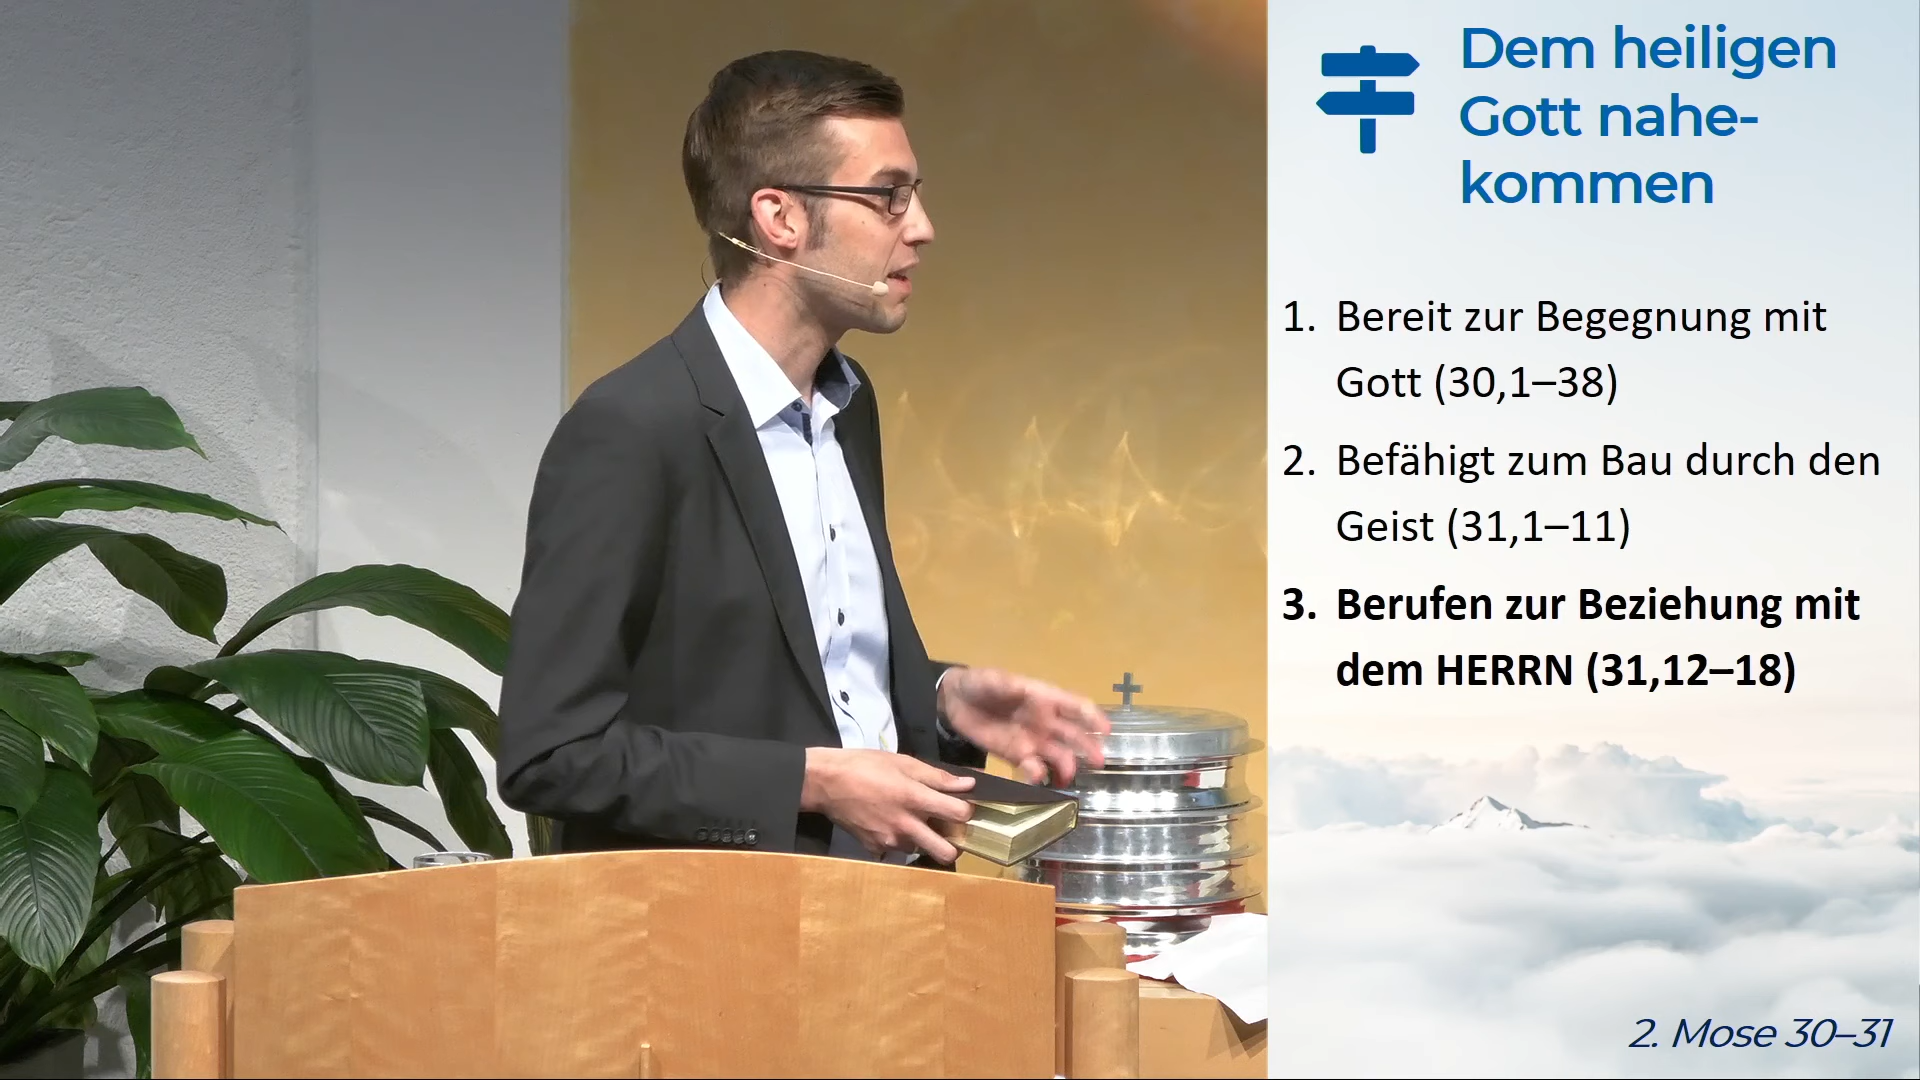 Dem heiligen
Gott nahe-
kommen
1. Bereit zur Begegnung mit
Gott (30,1–38)
2. Befähigt zum Bau durch den
Geist (31,1–11)
3. Berufen zur Beziehung mit
dem HERRN (31,12–18)
2. Mose 30–31